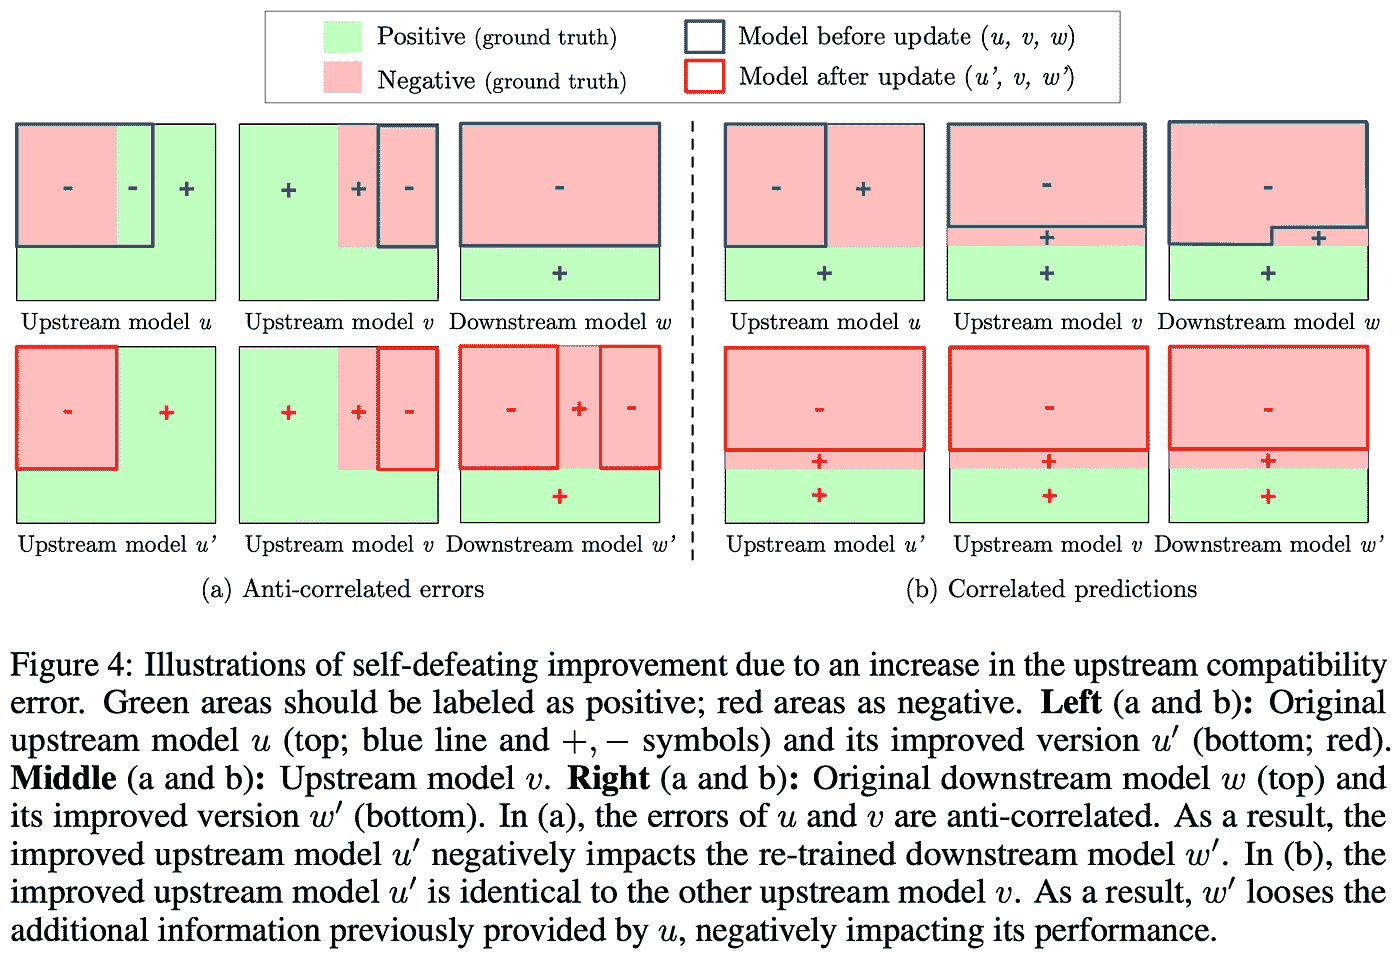 Positive (ground truth)
Model before update (u, v, w)
Negative (ground truth)
Model after update (u', v, w')
- - +
+ + -
-
+
- +
+
-
+
+
-
+
+
Upstream model u
Upstream model v
Downstream model w
Upstream model u
Upstream model v
Downstream model w
- +
+ + -
- + -
+
-
+
+
-
+
+
-
+
+
Upstream model u'
Upstream model v
Downstream model w'
Upstream model u'
Upstream model v
Downstream model w'
(a) Anti-correlated errors
(b) Correlated predictions
Figure 4: Illustrations of self-defeating improvement due to an increase in the upstream compatibility
error. Green areas should be labeled as positive; red areas as negative. Left (a and b): Original
upstream model u (top; blue line and +, − symbols) and its improved version u′ (bottom; red).
Middle (a and b): Upstream model v. Right (a and b): Original downstream model w (top) and
its improved version w′ (bottom). In (a), the errors of u and v are anti-correlated. As a result, the
improved upstream model u′ negatively impacts the re-trained downstream model w′. In (b), the
improved upstream model u′ is identical to the other upstream model v. As a result, w′ looses the
additional information previously provided by u, negatively impacting its performance.